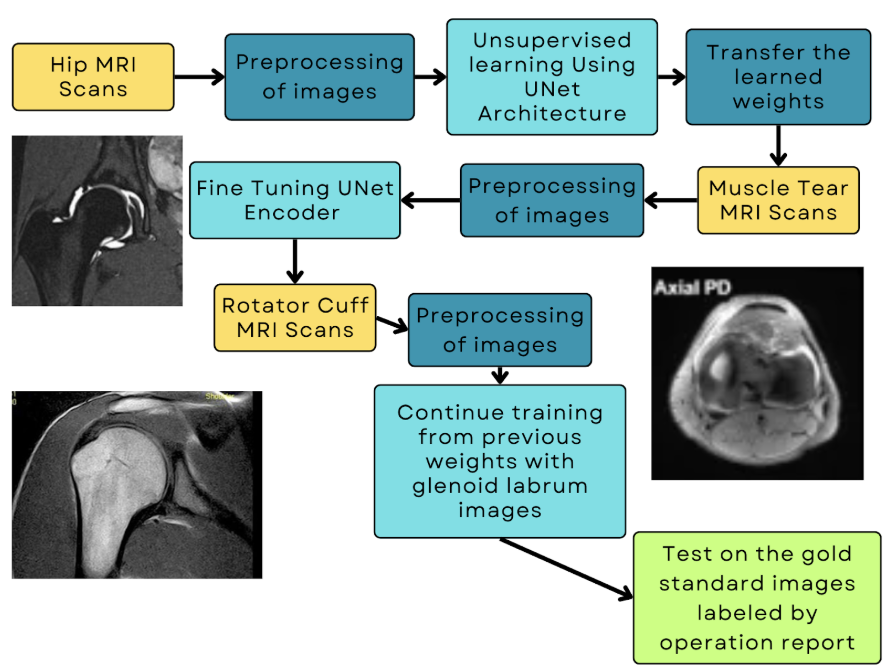 Hip MRI
Scans
Preprocessing
of images
Unsupervised
learning Using
UNet
Architecture
Transfer the
learned
weights
Fine Tuning UNet
Encoder
Preprocessing
of images
Muscle Tear
MRI Scans
Rotator Cuff
MRI Scans
Preprocessing
of images
Axial PD
Continue training
from previous
weights with
glenoid labrum
images
Test on the gold
standard images
labeled by
operation report